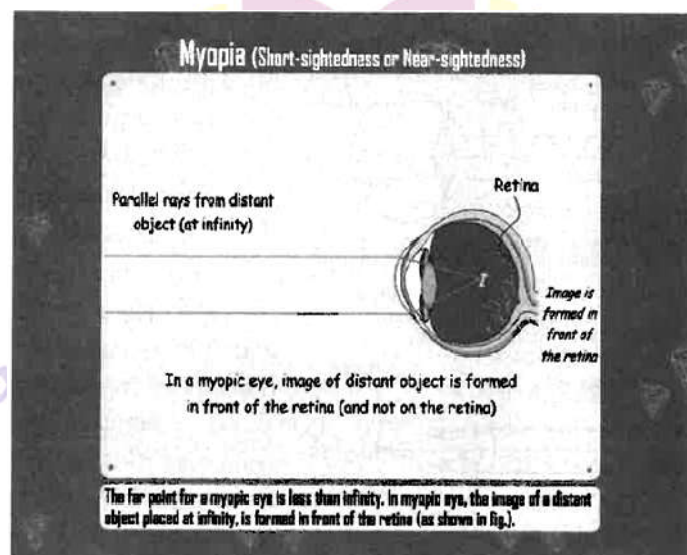 Myopia (Short-sightedness or Near-sightedness)
Parallel rays from distant
object (at infinity)
Retina
I
Image is
formed in
front of
the retina
In a myopic eye, image of distant object is formed
in front of the retina (and not on the retina)
The far point for a myopic eye is less than infinity. In myopic eye, the image of a distant
object placed at infinity, is formed in front of the retina (as shown in fig.).